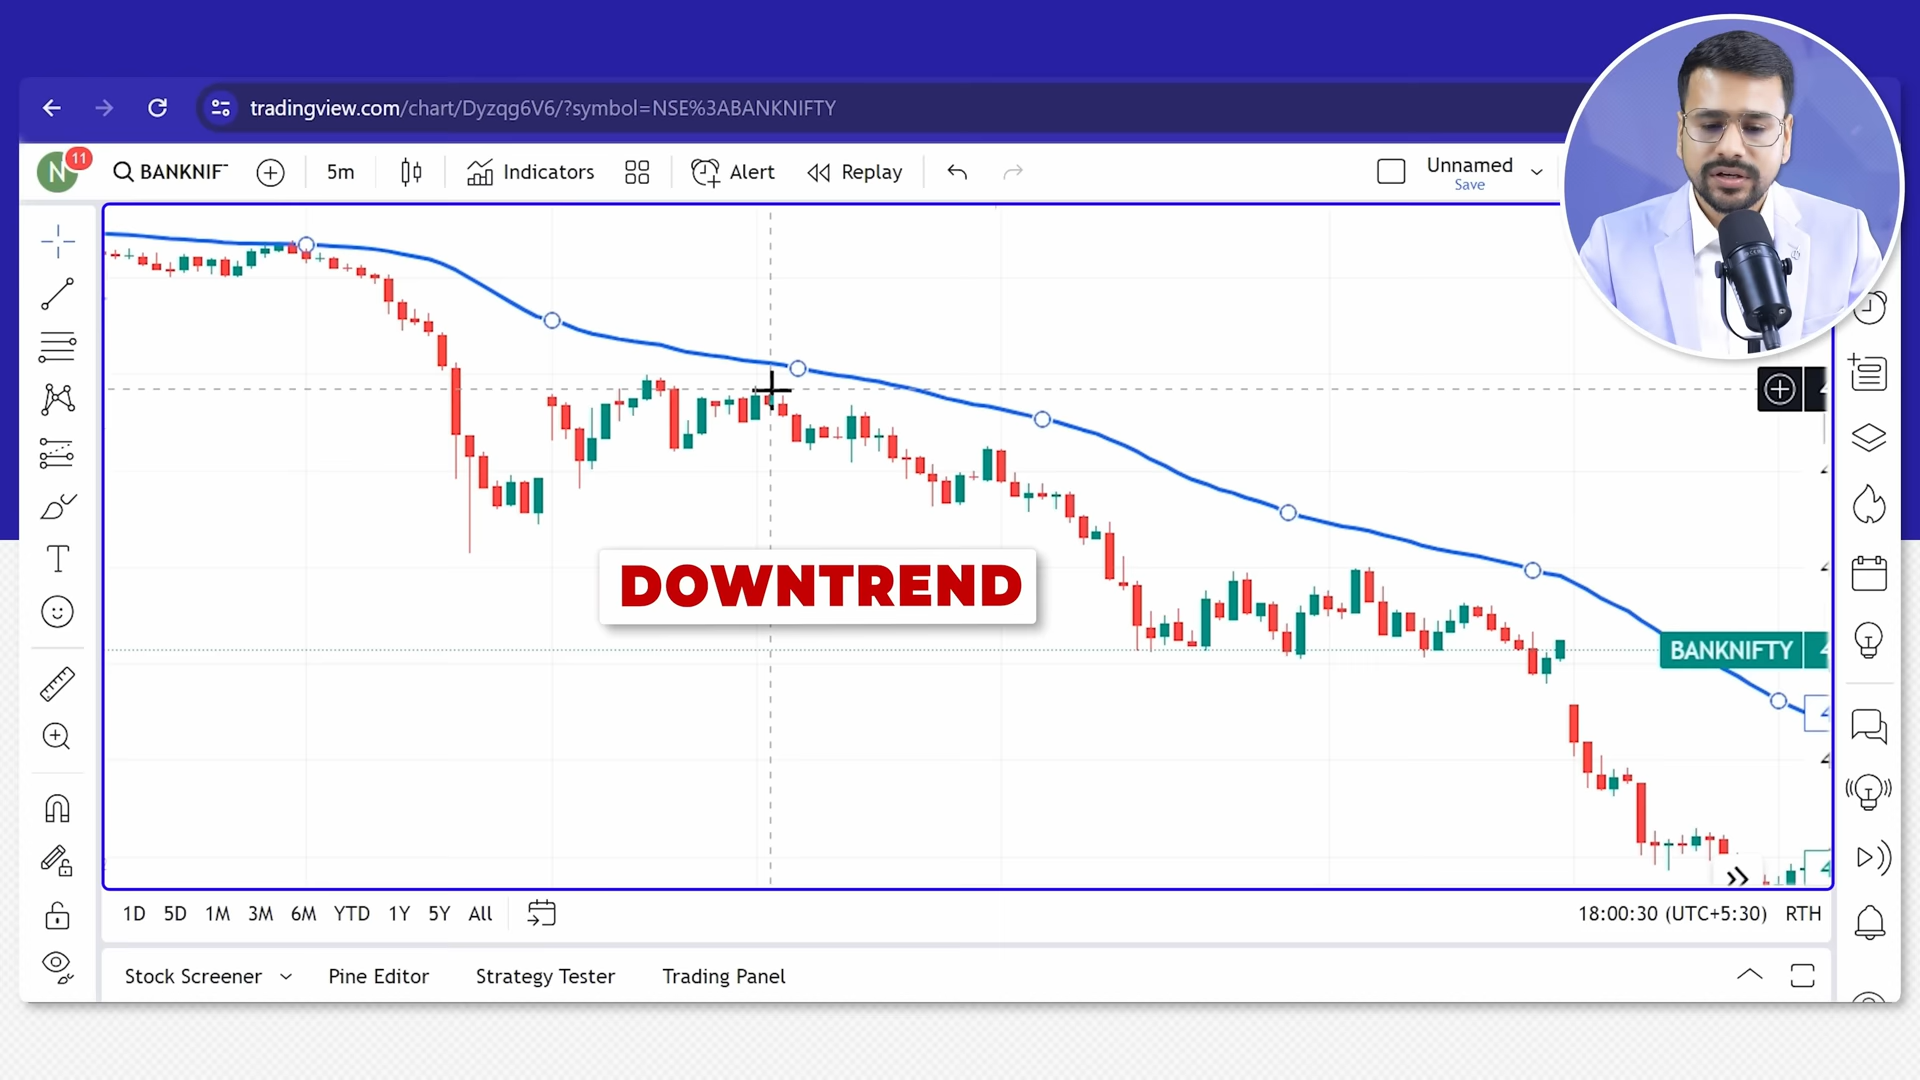 tradingview.com/chart/Dyzqg6V6/?symbol=NSE%3ABANKNIFTY
N 11 BANKNIF 5m Indicators Alert Replay Unnamed
Save
DOWNTREND
BANKNIFTY
1D 5D 1M 3M 6M YTD 1Y 5Y All 18:00:30 (UTC+5:30) RTH
Stock Screener Pine Editor Strategy Tester Trading Panel